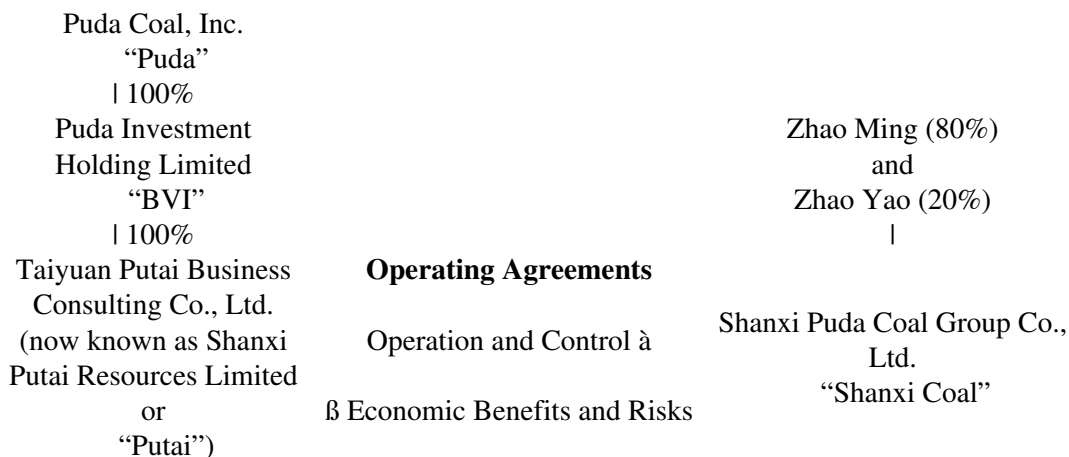 Puda Coal, Inc.
“Puda”
| 100%
Puda Investment
Holding Limited
“BVI”
| 100%
Taiyuan Putai Business
Consulting Co., Ltd.
(now known as Shanxi
Putai Resources Limited
or
“Putai”)
Operating Agreements
Operation and Control à
ß Economic Benefits and Risks
Zhao Ming (80%)
and
Zhao Yao (20%)
|
Shanxi Puda Coal Group Co.,
Ltd.
“Shanxi Coal”